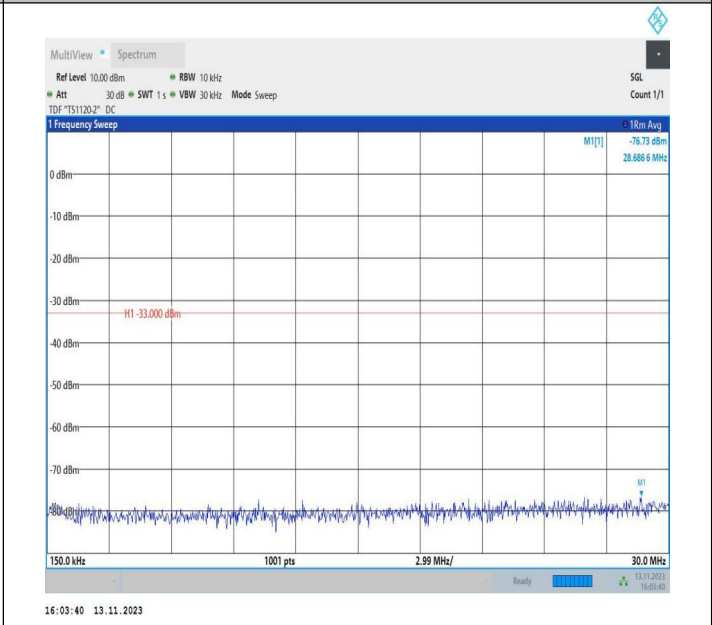 MultiView Spectrum
Ref Level 10.00 dBm RBW 10 kHz SGL
Att 30 dB SWT 1 s VBW 30 kHz Mode Sweep Count 1/1
TDF "TS1120-2" DC
1 Frequency Sweep 1Rm Avg
M1[1] -76.73 dBm
28.686 6 MHz
0 dBm
-10 dBm
-20 dBm
-30 dBm
H1 -33.000 dBm
-40 dBm
-50 dBm
-60 dBm
-70 dBm
M1
-80 dBm
150.0 kHz 1001 pts 2.99 MHz/ 30.0 MHz
Ready 13.11.2023
16:03:40
16:03:40 13.11.2023